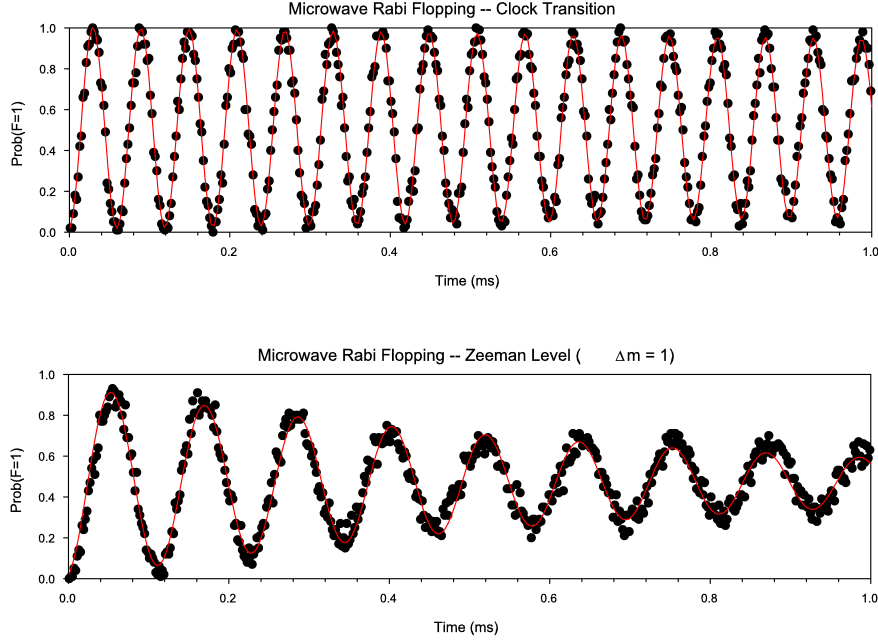 Microwave Rabi Flopping -- Clock Transition
1.0
0.8
0.6
0.4
0.2
0.0
Prob(F=1)
0.0 0.2 0.4 0.6 0.8 1.0
Time (ms)
Microwave Rabi Flopping -- Zeeman Level ( Δm = 1)
1.0
0.8
0.6
0.4
0.2
0.0
Prob(F=1)
0.0 0.2 0.4 0.6 0.8 1.0
Time (ms)